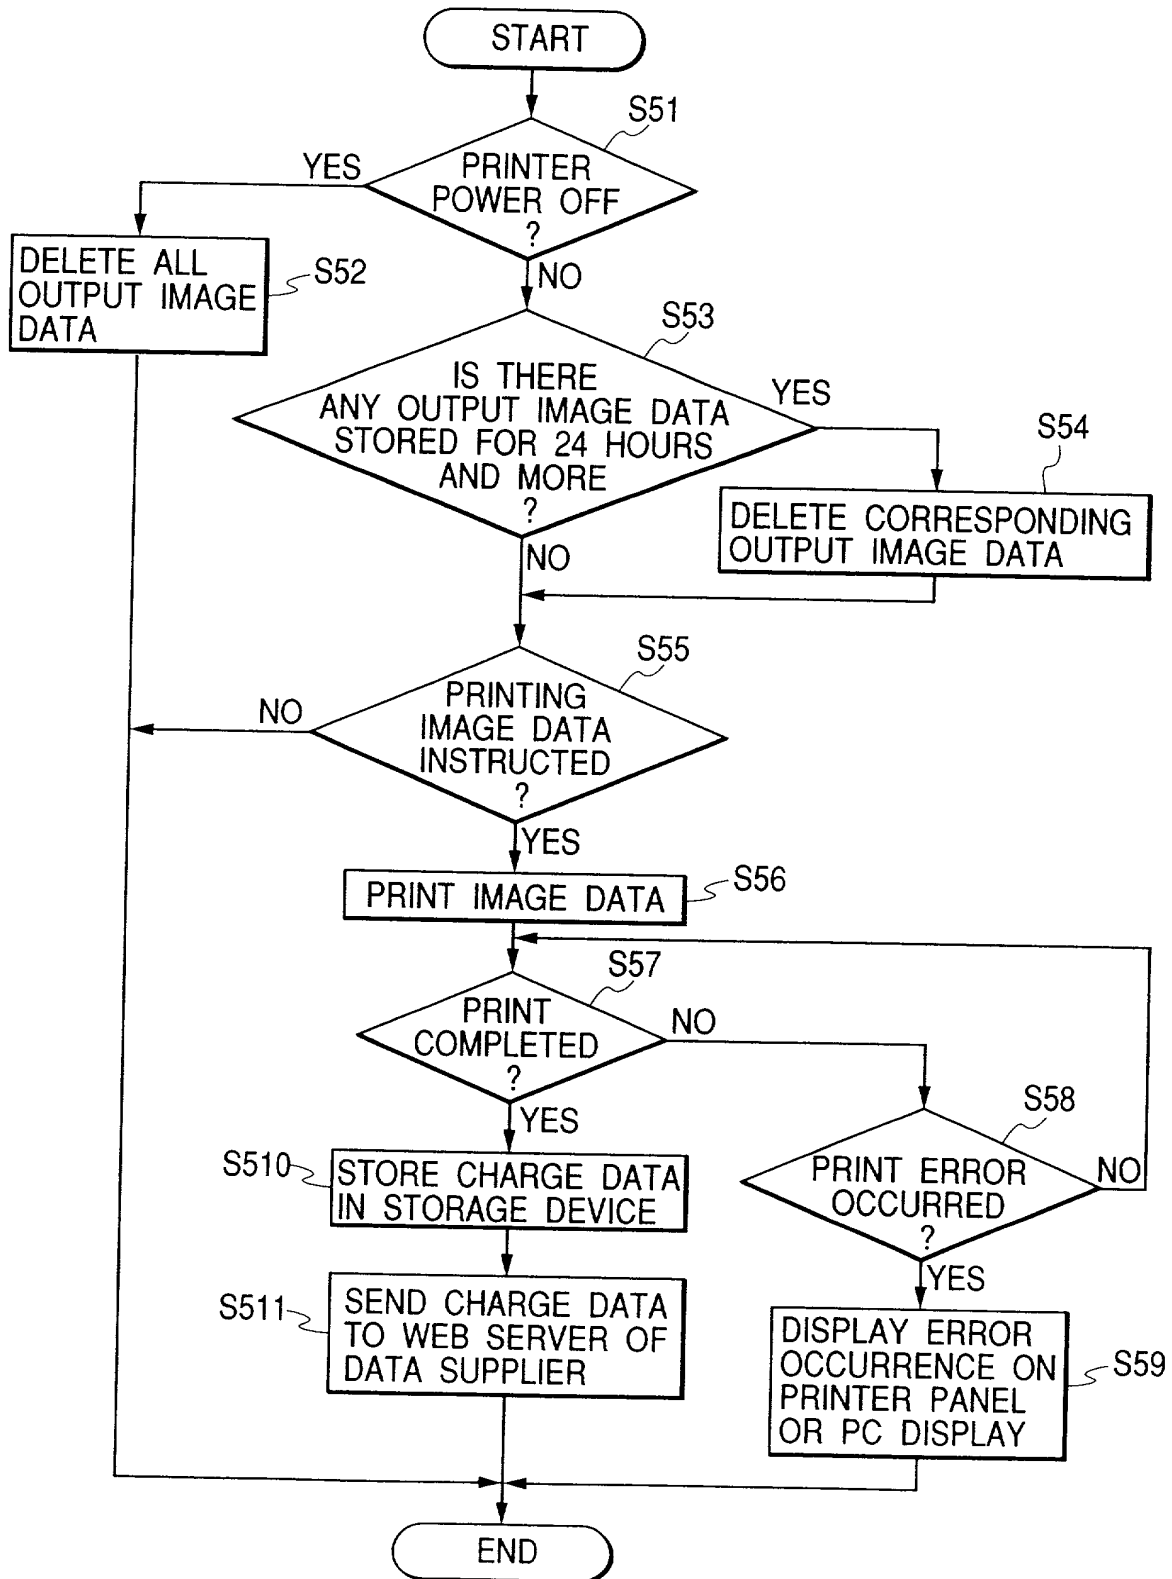 START
S51
YES
PRINTER
POWER OFF
?
NO
DELETE ALL
OUTPUT IMAGE
DATA
S52
S53
IS THERE
ANY OUTPUT IMAGE DATA
STORED FOR 24 HOURS
AND MORE
?
YES
NO
S54
DELETE CORRESPONDING
OUTPUT IMAGE DATA
S55
PRINTING
IMAGE DATA
INSTRUCTED
?
NO
YES
PRINT IMAGE DATA
S56
S57
PRINT
COMPLETED
?
NO
YES
S58
PRINT ERROR
OCCURRED
?
NO
YES
S510
STORE CHARGE DATA
IN STORAGE DEVICE
S511
SEND CHARGE DATA
TO WEB SERVER OF
DATA SUPPLIER
DISPLAY ERROR
OCCURRENCE ON
PRINTER PANEL
OR PC DISPLAY
S59
END